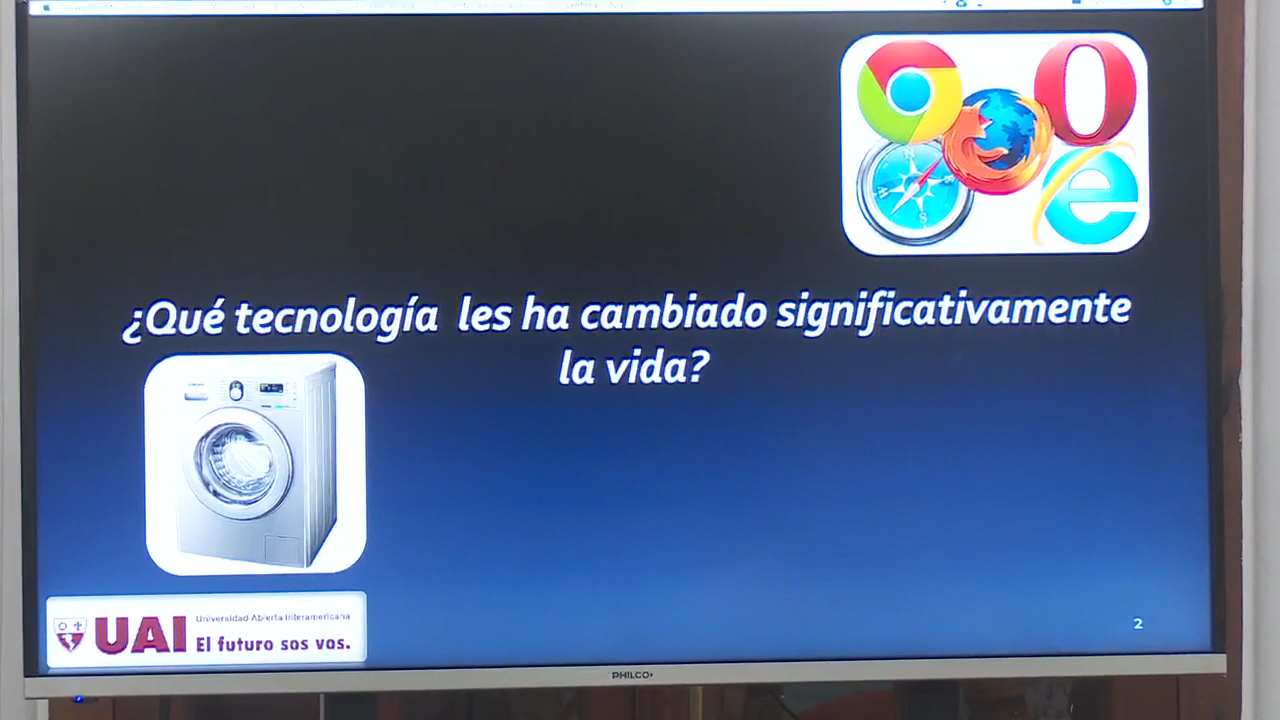 ¿Qué tecnología les ha cambiado significativamente
la vida?
UAI
Universidad Abierta Interamericana
El futuro sos vos.
2
PHILCO